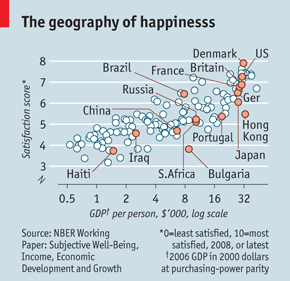 The geography of happinesss
Denmark
US
Brazil
France
Britain
Russia
China
Ger
Hong
Kong
Portugal
Japan
Iraq
Haiti
S.Africa
Bulgaria
Satisfaction score*
8
7
6
5
4
3
0.5 1 2 4 8 16 32
GDP† per person, $'000, log scale
Source: NBER Working
Paper: Subjective Well-Being,
Income, Economic
Development and Growth
*0=least satisfied, 10=most
satisfied, 2008, or latest
†2006 GDP in 2000 dollars
at purchasing-power parity